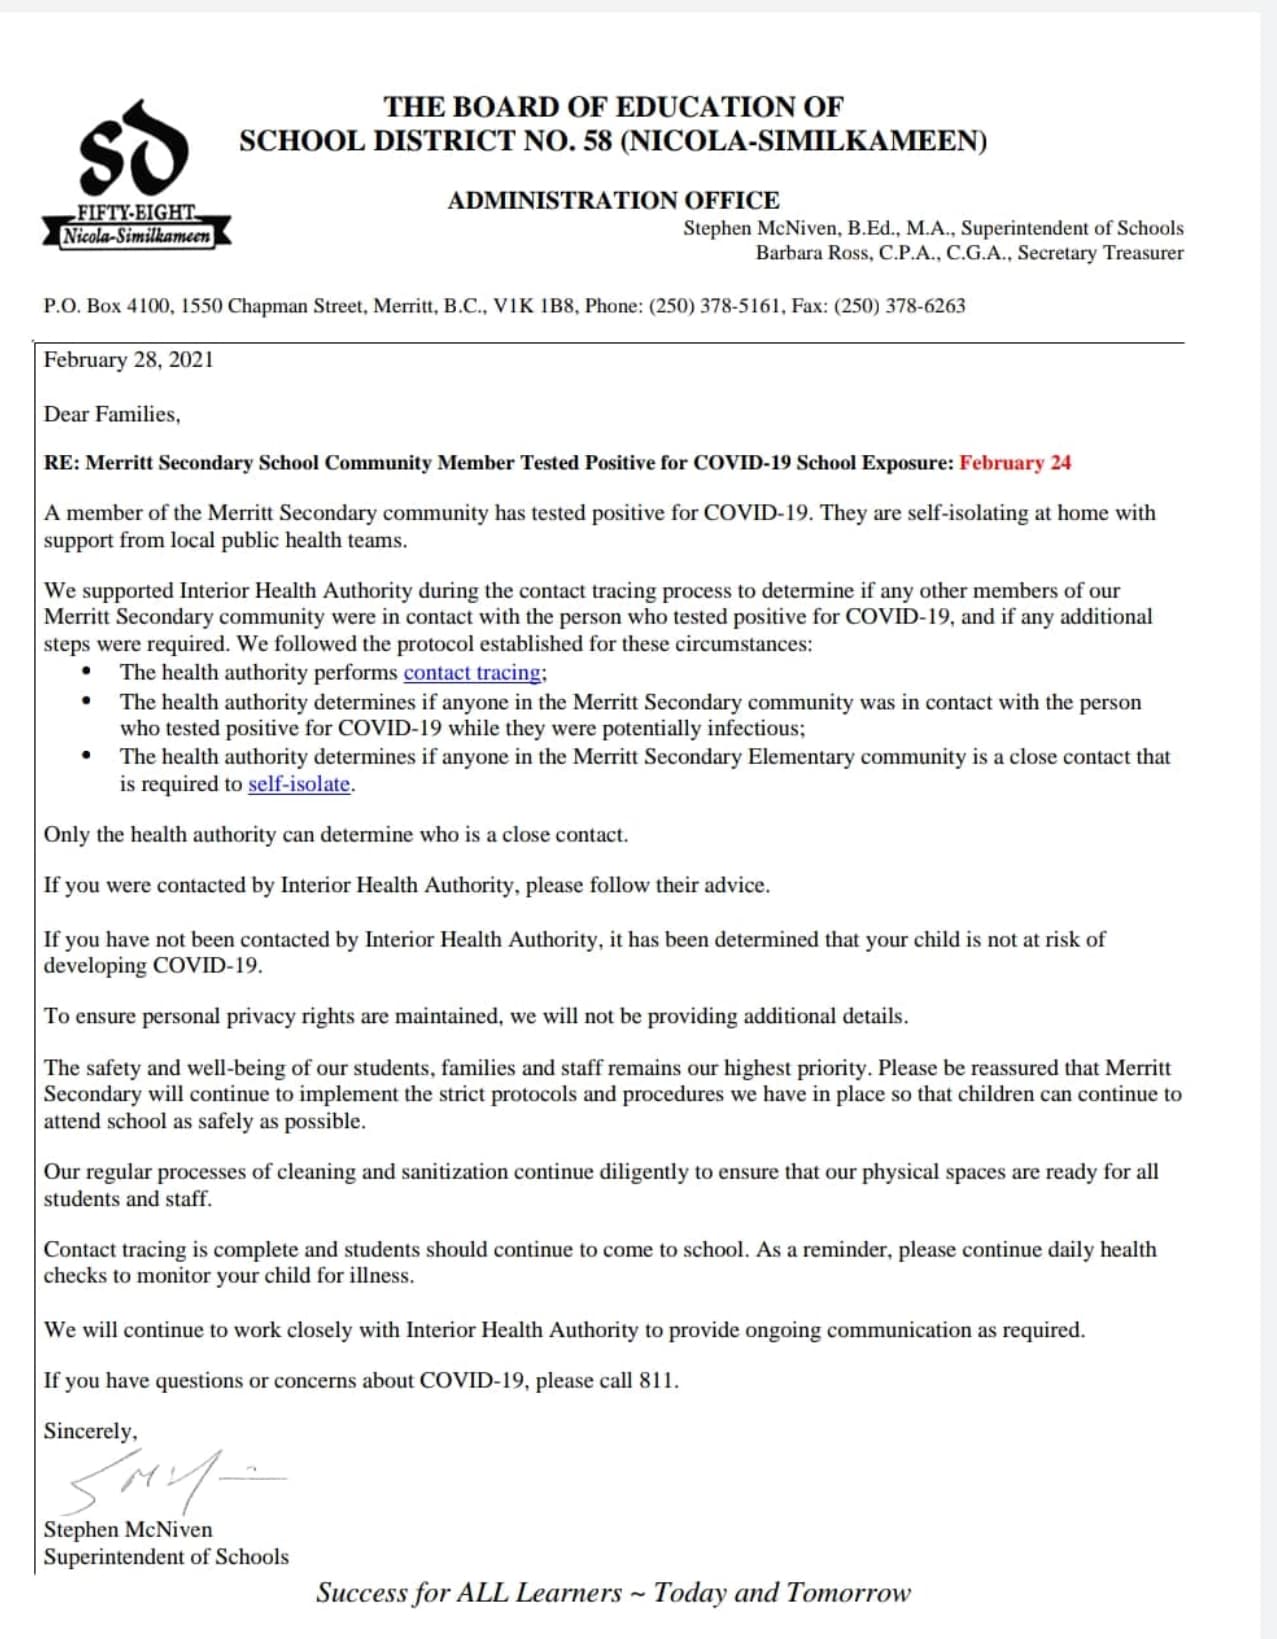 SD
FIFTY-EIGHT
Nicola-Similkameen
THE BOARD OF EDUCATION OF
SCHOOL DISTRICT NO. 58 (NICOLA-SIMILKAMEEN)
ADMINISTRATION OFFICE
Stephen McNiven, B.Ed., M.A., Superintendent of Schools
Barbara Ross, C.P.A., C.G.A., Secretary Treasurer
P.O. Box 4100, 1550 Chapman Street, Merritt, B.C., V1K 1B8, Phone: (250) 378-5161, Fax: (250) 378-6263
February 28, 2021
Dear Families,
RE: Merritt Secondary School Community Member Tested Positive for COVID-19 School Exposure: February 24
A member of the Merritt Secondary community has tested positive for COVID-19. They are self-isolating at home with
support from local public health teams.
We supported Interior Health Authority during the contact tracing process to determine if any other members of our
Merritt Secondary community were in contact with the person who tested positive for COVID-19, and if any additional
steps were required. We followed the protocol established for these circumstances:
• The health authority performs contact tracing;
• The health authority determines if anyone in the Merritt Secondary community was in contact with the person
who tested positive for COVID-19 while they were potentially infectious;
• The health authority determines if anyone in the Merritt Secondary Elementary community is a close contact that
is required to self-isolate.
Only the health authority can determine who is a close contact.
If you were contacted by Interior Health Authority, please follow their advice.
If you have not been contacted by Interior Health Authority, it has been determined that your child is not at risk of
developing COVID-19.
To ensure personal privacy rights are maintained, we will not be providing additional details.
The safety and well-being of our students, families and staff remains our highest priority. Please be reassured that Merritt
Secondary will continue to implement the strict protocols and procedures we have in place so that children can continue to
attend school as safely as possible.
Our regular processes of cleaning and sanitization continue diligently to ensure that our physical spaces are ready for all
students and staff.
Contact tracing is complete and students should continue to come to school. As a reminder, please continue daily health
checks to monitor your child for illness.
We will continue to work closely with Interior Health Authority to provide ongoing communication as required.
If you have questions or concerns about COVID-19, please call 811.
Sincerely,
Stephen McNiven
Superintendent of Schools
Success for ALL Learners ~ Today and Tomorrow